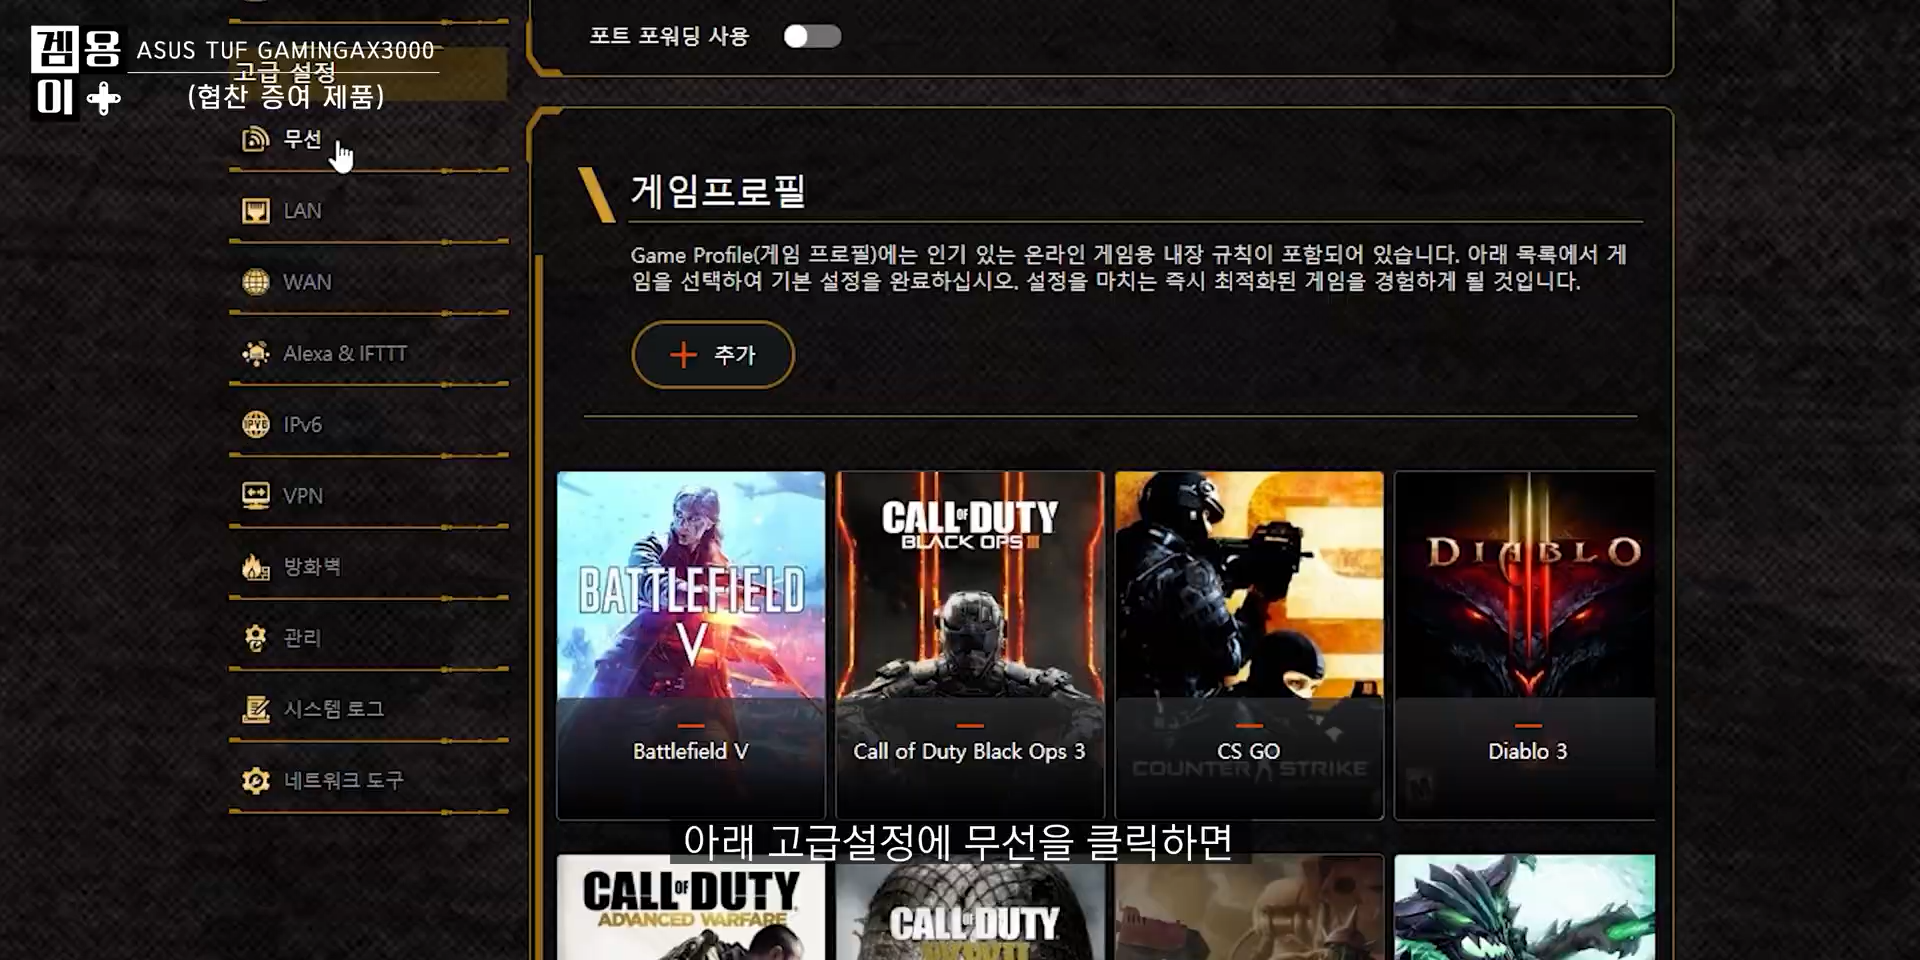 겜용
이+
ASUS TUF GAMINGAX3000
고급 설정
(협찬 증여 제품)
무선
LAN
WAN
Alexa & IFTTT
IPv6
VPN
방화벽
관리
시스템 로그
네트워크 도구
포트 포워딩 사용
게임프로필
Game Profile(게임 프로필)에는 인기 있는 온라인 게임용 내장 규칙이 포함되어 있습니다. 아래 목록에서 게
임을 선택하여 기본 설정을 완료하십시오. 설정을 마치는 즉시 최적화된 게임을 경험하게 될 것입니다.
추가
BATTLEFIELD
V
Battlefield V
CALL OF DUTY
BLACK OPS III
Call of Duty Black Ops 3
CS GO
COUNTER STRIKE
DIABLO
Diablo 3
아래 고급설정에 무선을 클릭하면
CALL OF DUTY
ADVANCED WARFARE
CALL OF DUTY